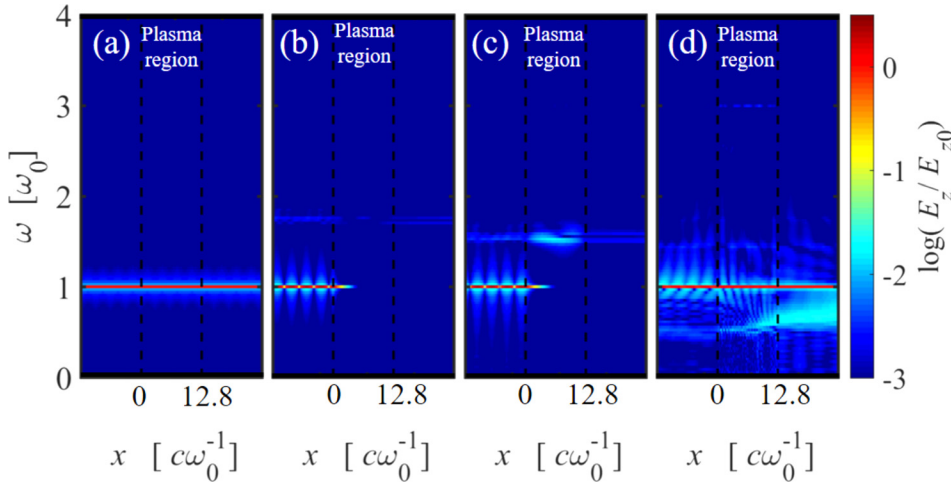 4
3
2
1
0
ω [ω0]
(a)
Plasma
region
(b)
Plasma
region
(c)
Plasma
region
(d)
Plasma
region
0 12.8
0 12.8
0 12.8
0 12.8
x [cω0^-1]
x [cω0^-1]
x [cω0^-1]
x [cω0^-1]
0
-1
-2
-3
log(Ez/Ez0)